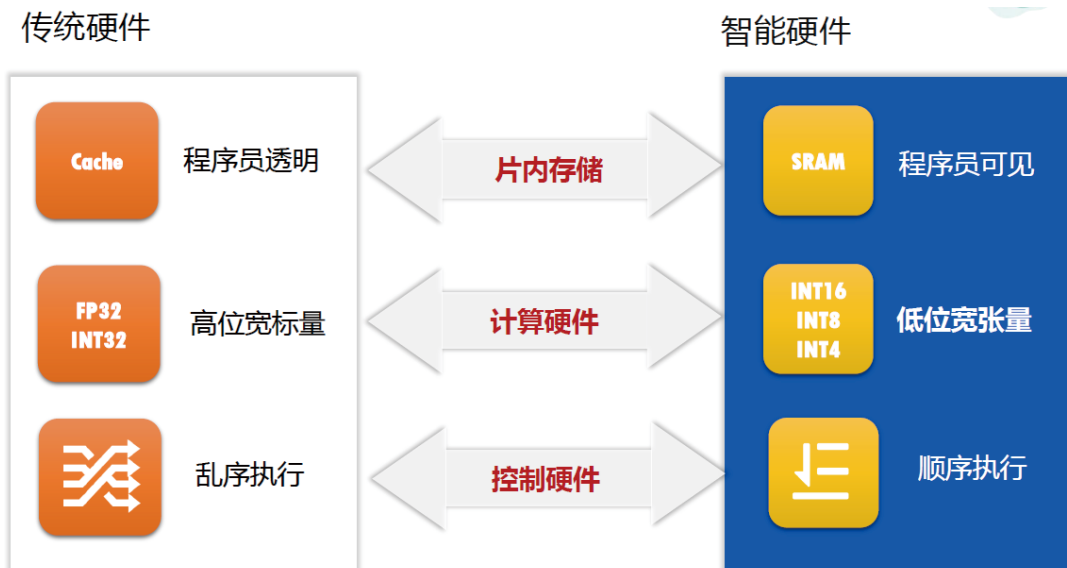 传统硬件
智能硬件
Cache
程序员透明
片内存储
SRAM
程序员可见
FP32
INT32
高位宽标量
计算硬件
INT16
INT8
INT4
低位宽张量
乱序执行
控制硬件
顺序执行